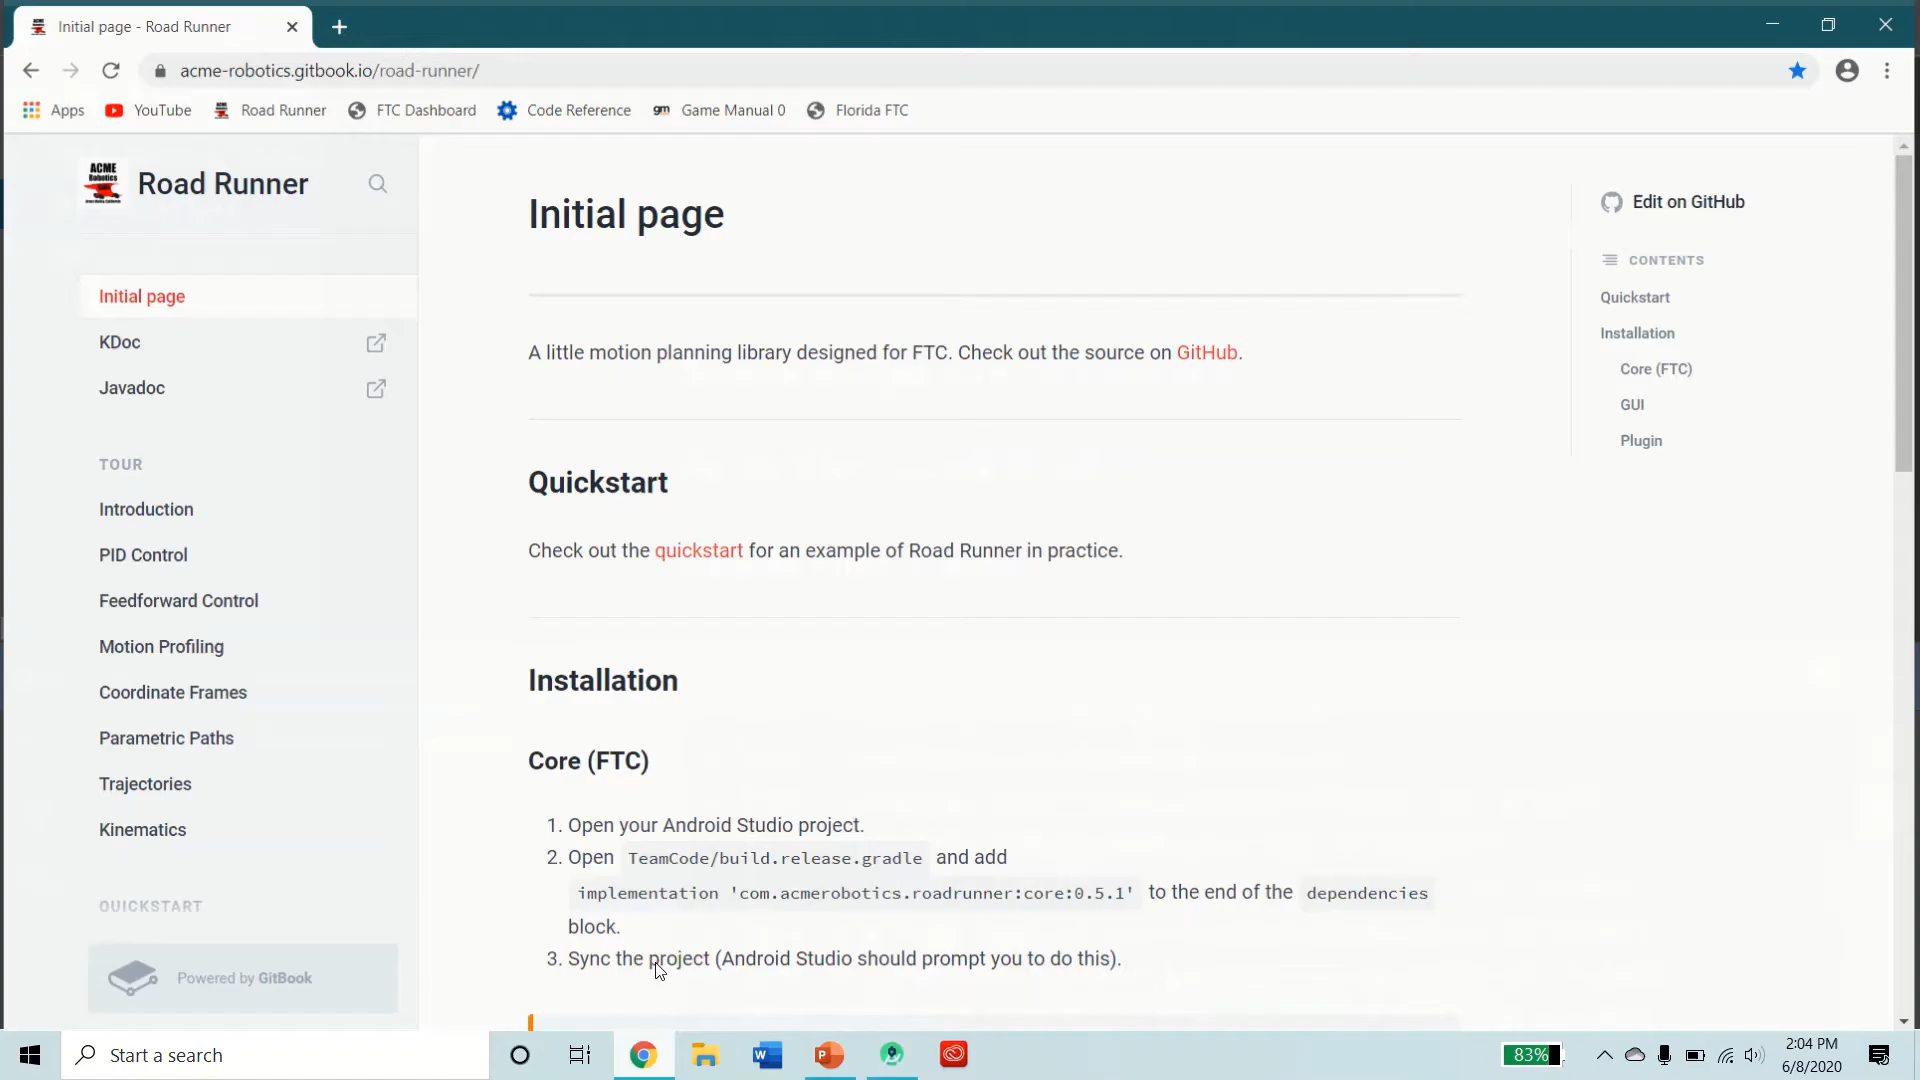 Initial page - Road Runner
acme-robotics.gitbook.io/road-runner/
Apps YouTube Road Runner FTC Dashboard Code Reference gm Game Manual 0 Florida FTC
ACME
Robotics
Road Runner
Initial page
KDoc
Javadoc
TOUR
Introduction
PID Control
Feedforward Control
Motion Profiling
Coordinate Frames
Parametric Paths
Trajectories
Kinematics
QUICKSTART
Powered by GitBook
Initial page
A little motion planning library designed for FTC. Check out the source on GitHub.
Quickstart
Check out the quickstart for an example of Road Runner in practice.
Installation
Core (FTC)
1. Open your Android Studio project.
2. Open TeamCode/build.release.gradle and add
implementation 'com.acmerobotics.roadrunner:core:0.5.1' to the end of the dependencies
block.
3. Sync the project (Android Studio should prompt you to do this).
Edit on GitHub
CONTENTS
Quickstart
Installation
Core (FTC)
GUI
Plugin
Start a search
83%
2:04 PM
6/8/2020